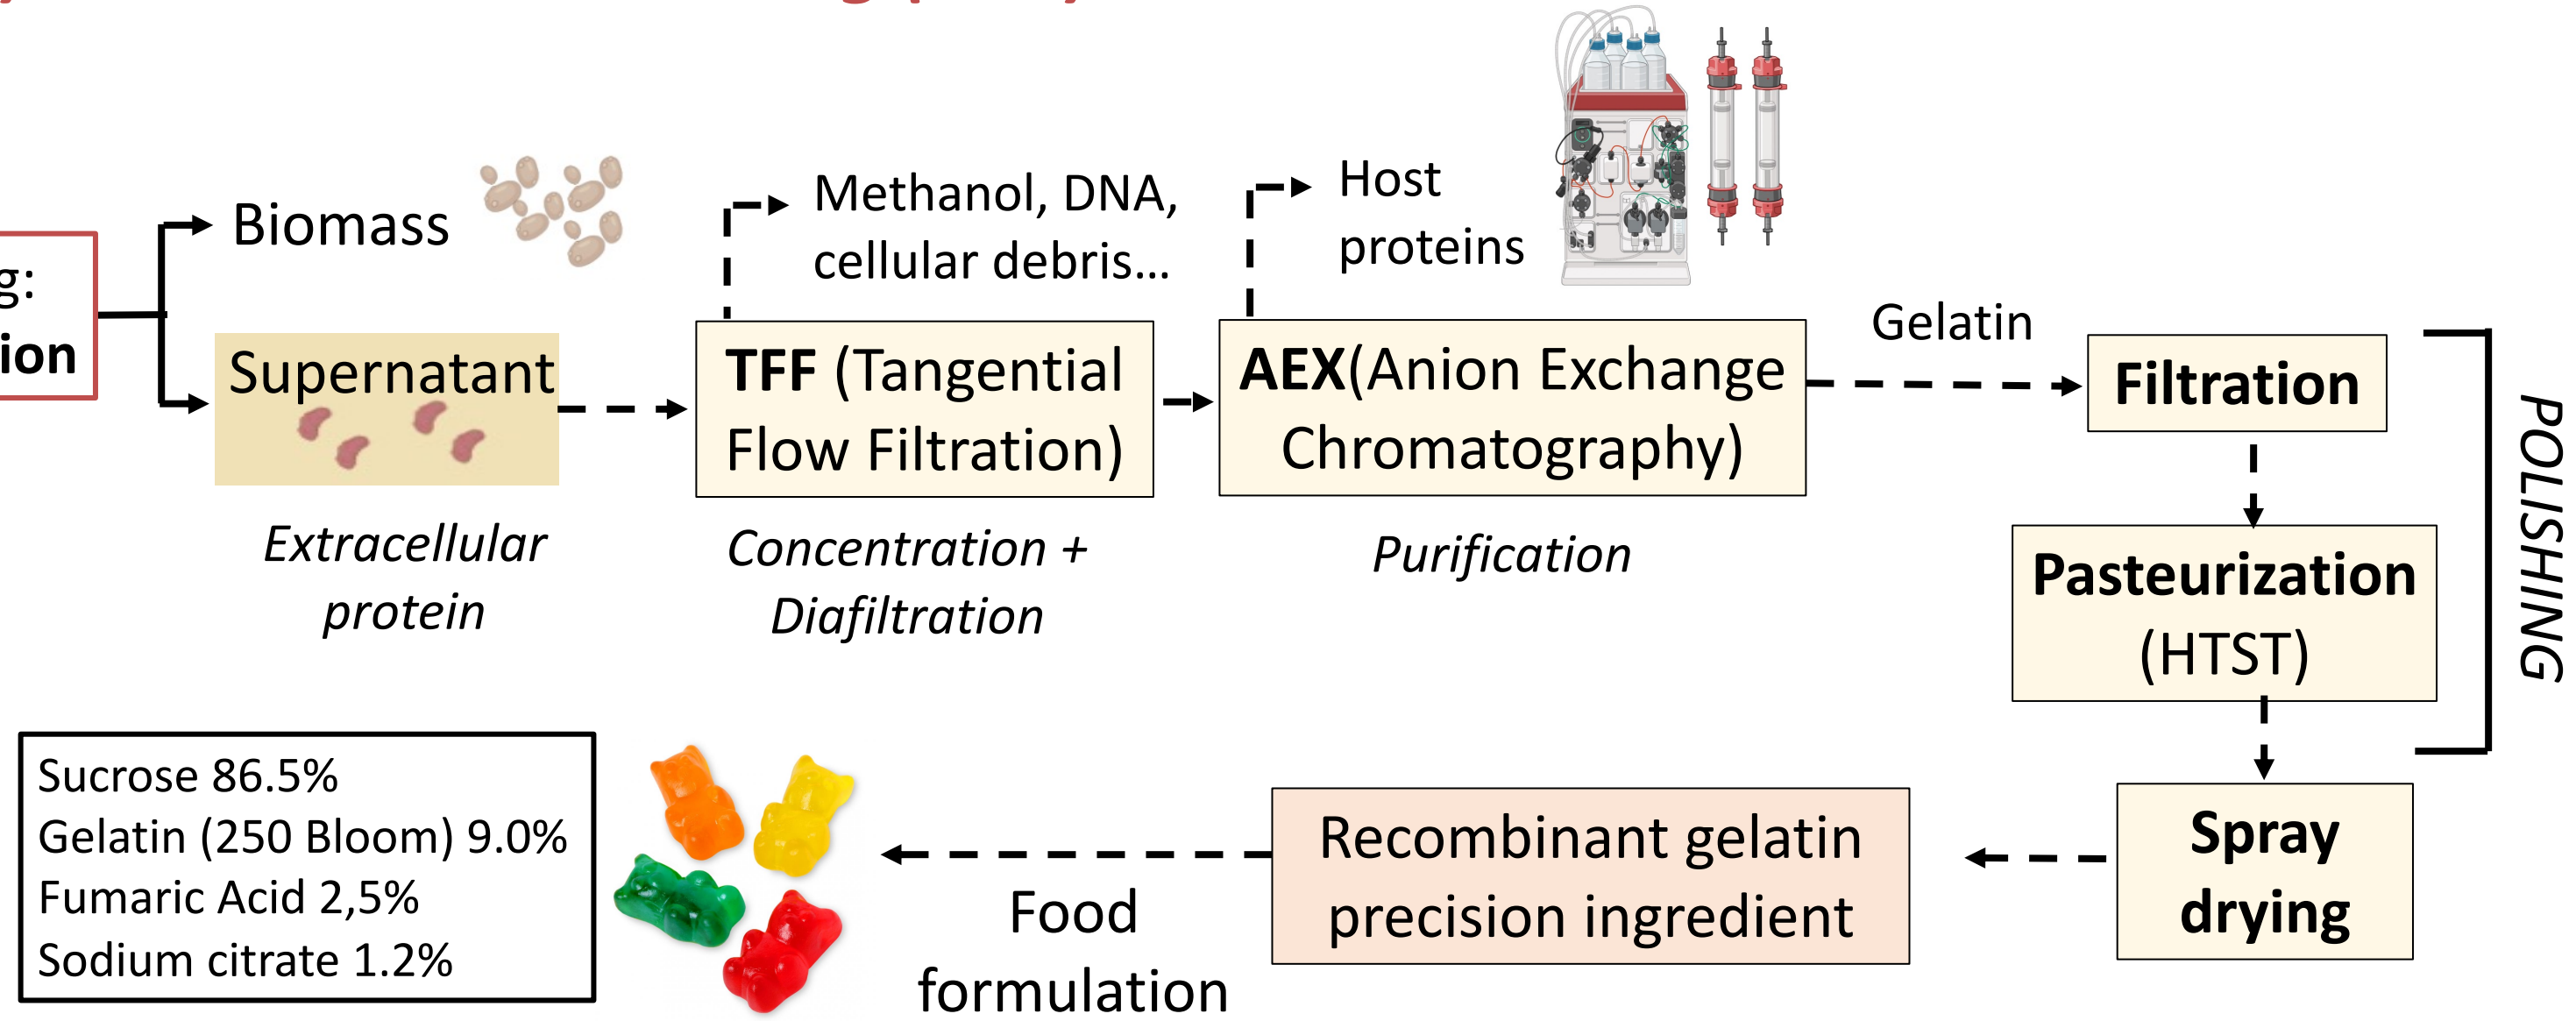 g:
ion
Biomass
Supernatant
Extracellular
protein
Methanol, DNA,
cellular debris...
TFF (Tangential
Flow Filtration)
Concentration +
Diafiltration
Host
proteins
AEX(Anion Exchange
Chromatography)
Purification
Gelatin
Filtration
Pasteurization
(HTST)
POLISHING
Spray
drying
Recombinant gelatin
precision ingredient
Food
formulation
Sucrose 86.5%
Gelatin (250 Bloom) 9.0%
Fumaric Acid 2,5%
Sodium citrate 1.2%